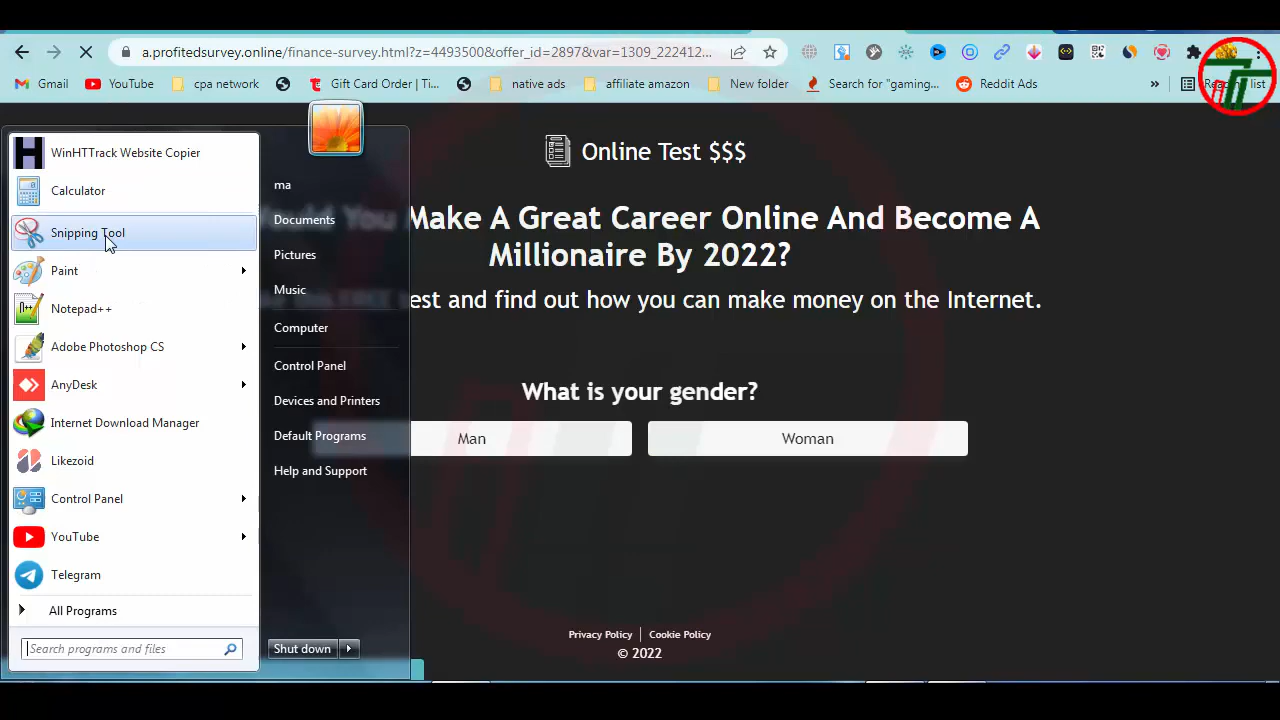 a.profitedsurvey.online/finance-survey.html?z=4493500&offer_id=2897&var=1309_222412...
Gmail
YouTube
cpa network
Gift Card Order | Ti...
native ads
affiliate amazon
New folder
Search for "gaming...
Reddit Ads
»
list
WinHTTrack Website Copier
Calculator
Snipping Tool
Paint
Notepad++
Adobe Photoshop CS
AnyDesk
Internet Download Manager
Likezoid
Control Panel
YouTube
Telegram
All Programs
Search programs and files
ma
Documents
Pictures
Music
Computer
Control Panel
Devices and Printers
Default Programs
Help and Support
Shut down
Online Test $$$
Would You Make A Great Career Online And Become A
Millionaire By 2022?
test and find out how you can make money on the Internet.
What is your gender?
Man
Woman
Privacy Policy
Cookie Policy
© 2022